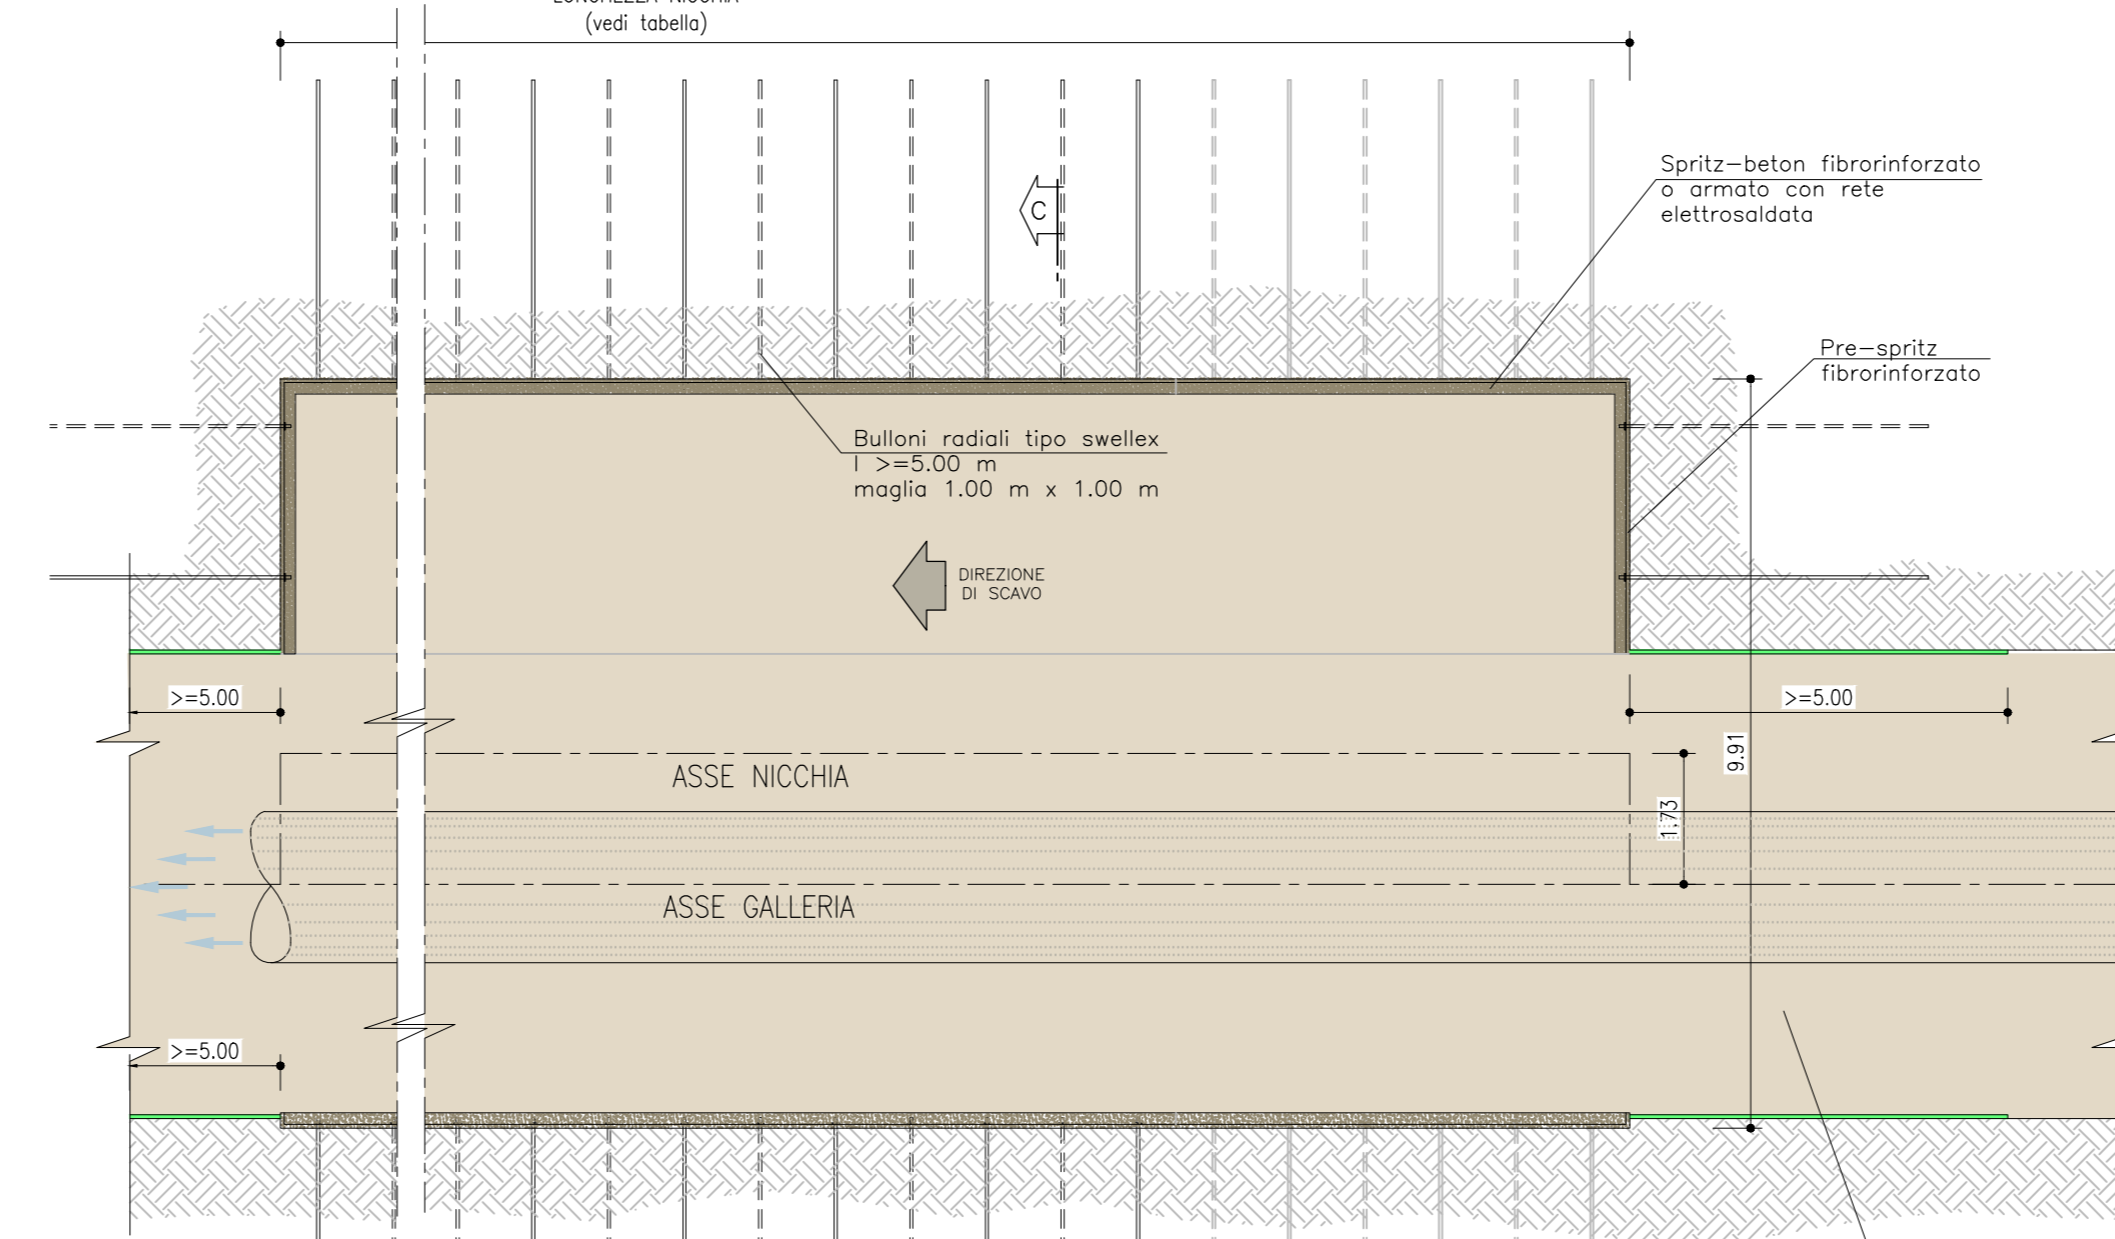 LUNGHEZZA NICCHIA
(vedi tabella)
C
Spritz-beton fibrorinforzato
o armato con rete
elettrosaldata
Pre-spritz
fibrorinforzato
Bulloni radiali tipo swellex
l >=5.00 m
maglia 1.00 m x 1.00 m
DIREZIONE
DI SCAVO
>=5.00
>=5.00
9.91
ASSE NICCHIA
1.73
ASSE GALLERIA
>=5.00